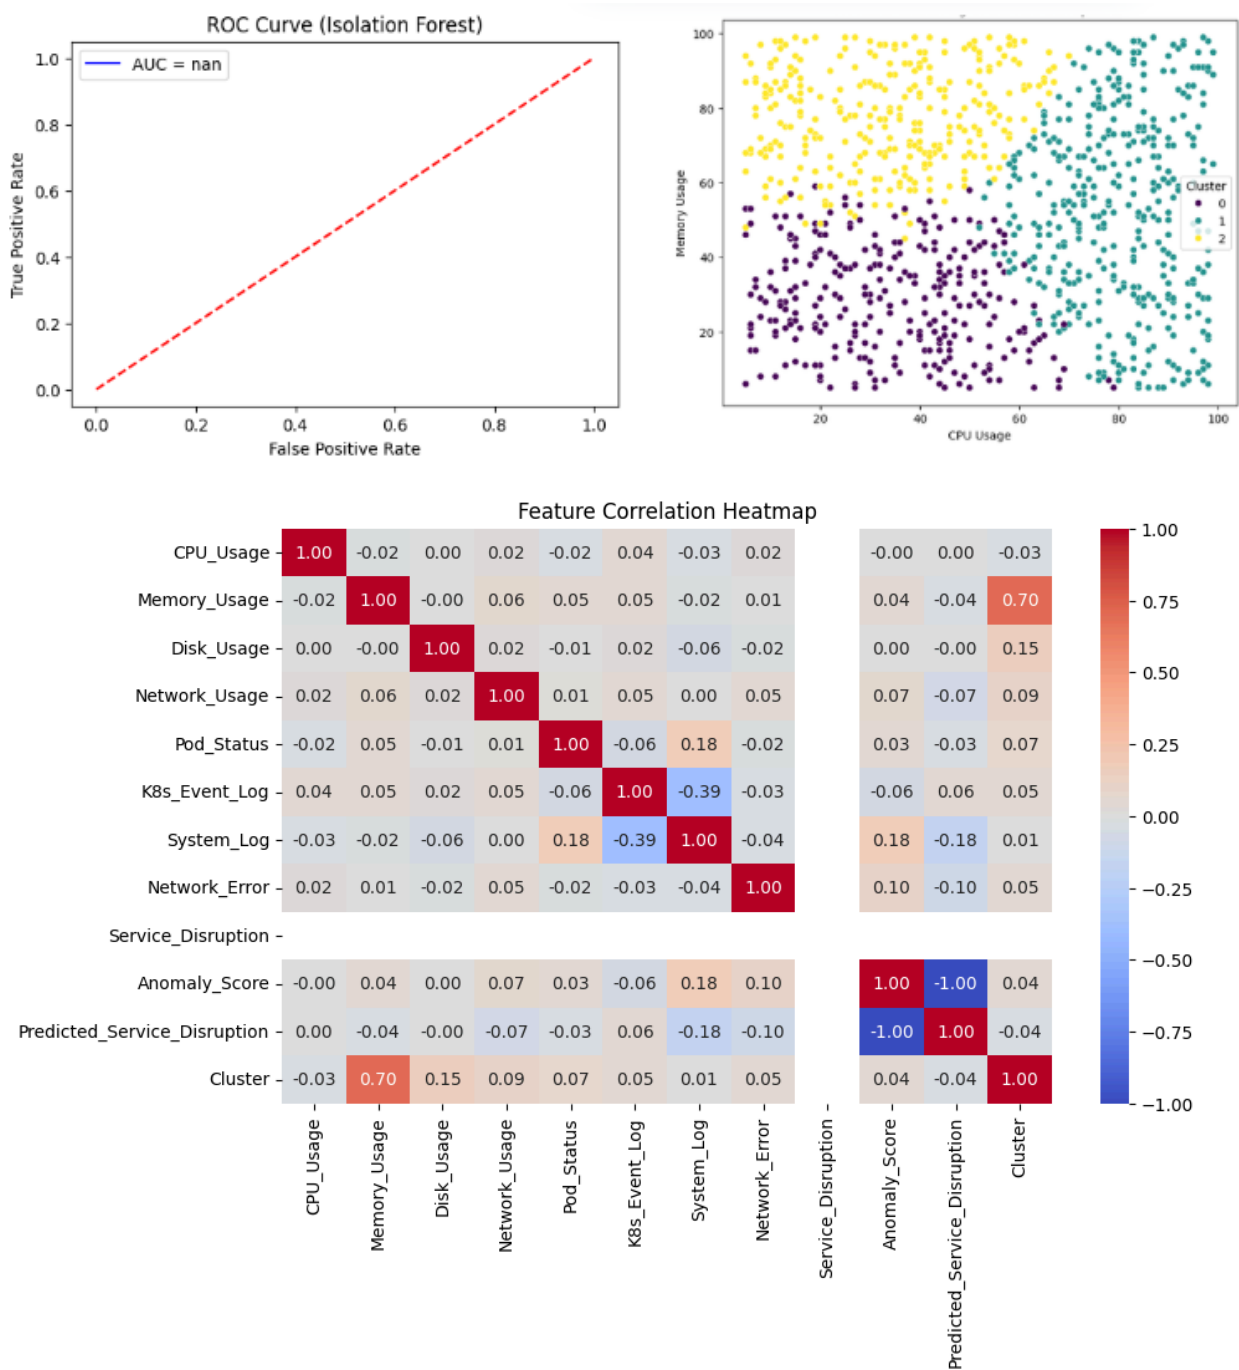 ROC Curve (Isolation Forest)
AUC = nan
1.0
0.8
0.6
0.4
0.2
0.0
True Positive Rate
0.0 0.2 0.4 0.6 0.8 1.0
False Positive Rate
100
80
60
40
20
Memory Usage
Cluster
0
1
2
20 40 60 80 100
CPU Usage
Feature Correlation Heatmap
CPU_Usage 1.00 -0.02 0.00 0.02 -0.02 0.04 -0.03 0.02 -0.00 0.00 -0.03
Memory_Usage -0.02 1.00 -0.00 0.06 0.05 0.05 -0.02 0.01 0.04 -0.04 0.70
Disk_Usage 0.00 -0.00 1.00 0.02 -0.01 0.02 -0.06 -0.02 0.00 -0.00 0.15
Network_Usage 0.02 0.06 0.02 1.00 0.01 0.05 0.00 0.05 0.07 -0.07 0.09
Pod_Status -0.02 0.05 -0.01 0.01 1.00 -0.06 0.18 -0.02 0.03 -0.03 0.07
K8s_Event_Log 0.04 0.05 0.02 0.05 -0.06 1.00 -0.39 -0.03 -0.06 0.06 0.05
System_Log -0.03 -0.02 -0.06 0.00 0.18 -0.39 1.00 -0.04 0.18 -0.18 0.01
Network_Error 0.02 0.01 -0.02 0.05 -0.02 -0.03 -0.04 1.00 0.10 -0.10 0.05
Service_Disruption
Anomaly_Score -0.00 0.04 0.00 0.07 0.03 -0.06 0.18 0.10 1.00 -1.00 0.04
Predicted_Service_Disruption 0.00 -0.04 -0.00 -0.07 -0.03 0.06 -0.18 -0.10 -1.00 1.00 -0.04
Cluster -0.03 0.70 0.15 0.09 0.07 0.05 0.01 0.05 0.04 -0.04 1.00
CPU_Usage
Memory_Usage
Disk_Usage
Network_Usage
Pod_Status
K8s_Event_Log
System_Log
Network_Error
Service_Disruption
Anomaly_Score
Predicted_Service_Disruption
Cluster
1.00
0.75
0.50
0.25
0.00
−0.25
−0.50
−0.75
−1.00